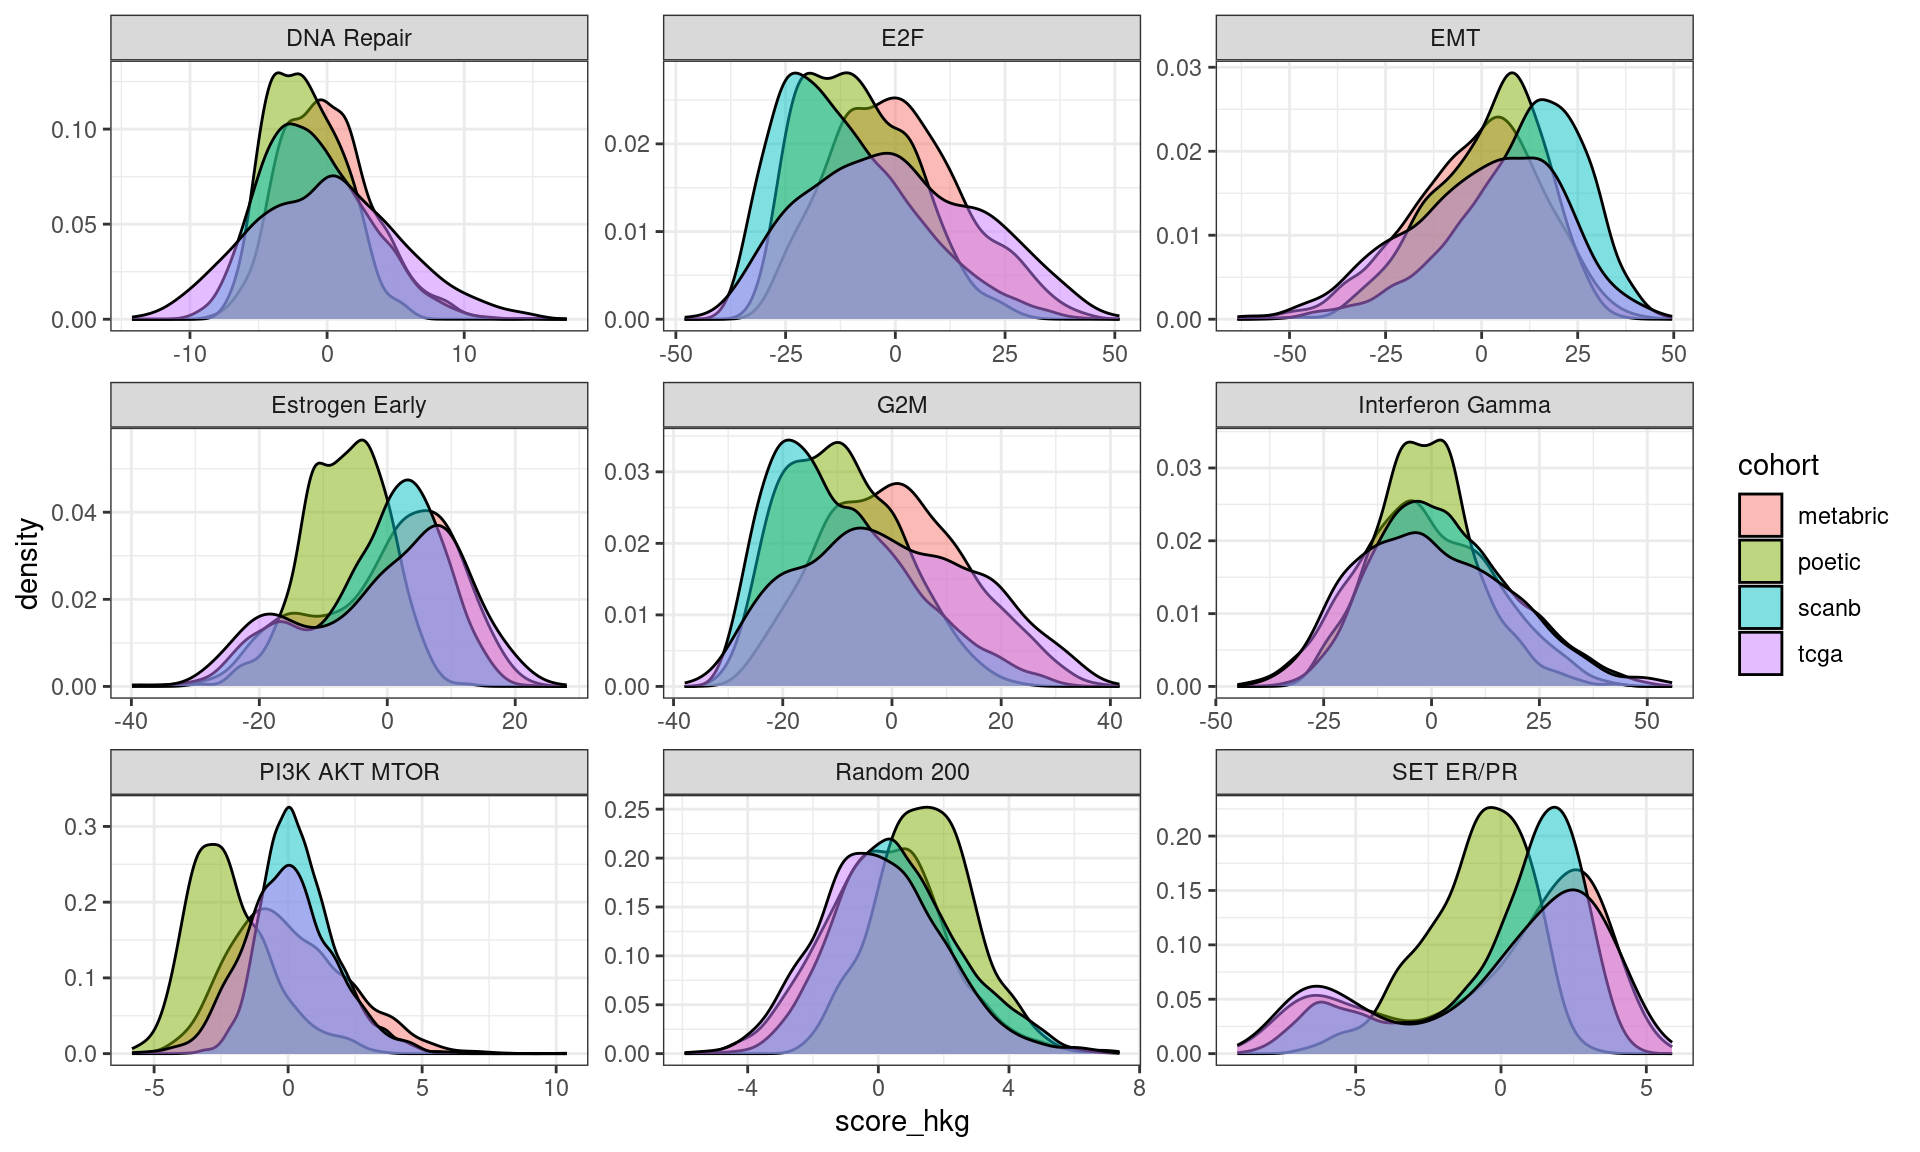 DNA Repair E2F EMT
0.00 0.05 0.10
-10 0 10
0.00 0.01 0.02
-50 -25 0 25 50
0.00 0.01 0.02 0.03
-50 -25 0 25 50
Estrogen Early G2M Interferon Gamma
0.00 0.02 0.04
-40 -20 0 20
0.00 0.01 0.02 0.03
-40 -20 0 20 40
0.00 0.01 0.02 0.03
-50 -25 0 25 50
PI3K AKT MTOR Random 200 SET ER/PR
0.0 0.1 0.2 0.3
-5 0 5 10
0.00 0.05 0.10 0.15 0.20 0.25
-4 0 4 8
0.00 0.05 0.10 0.15 0.20
-5 0 5
density
score_hkg
cohort
metabric
poetic
scanb
tcga